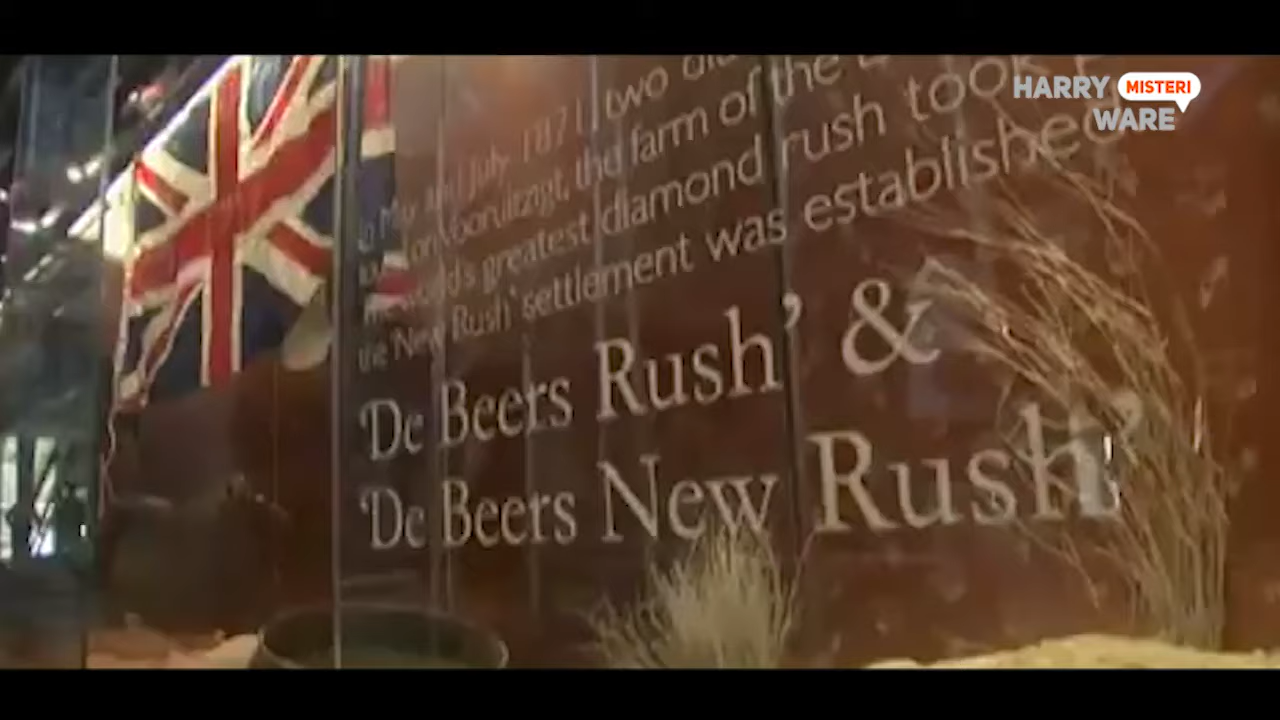 HARRY MISTERI
WARE
July 1871 two
Vooruitzigt, the farm of the
greatest diamond rush took
the New Rush' settlement was established
'De Beers Rush' &
'De Beers New Rush'